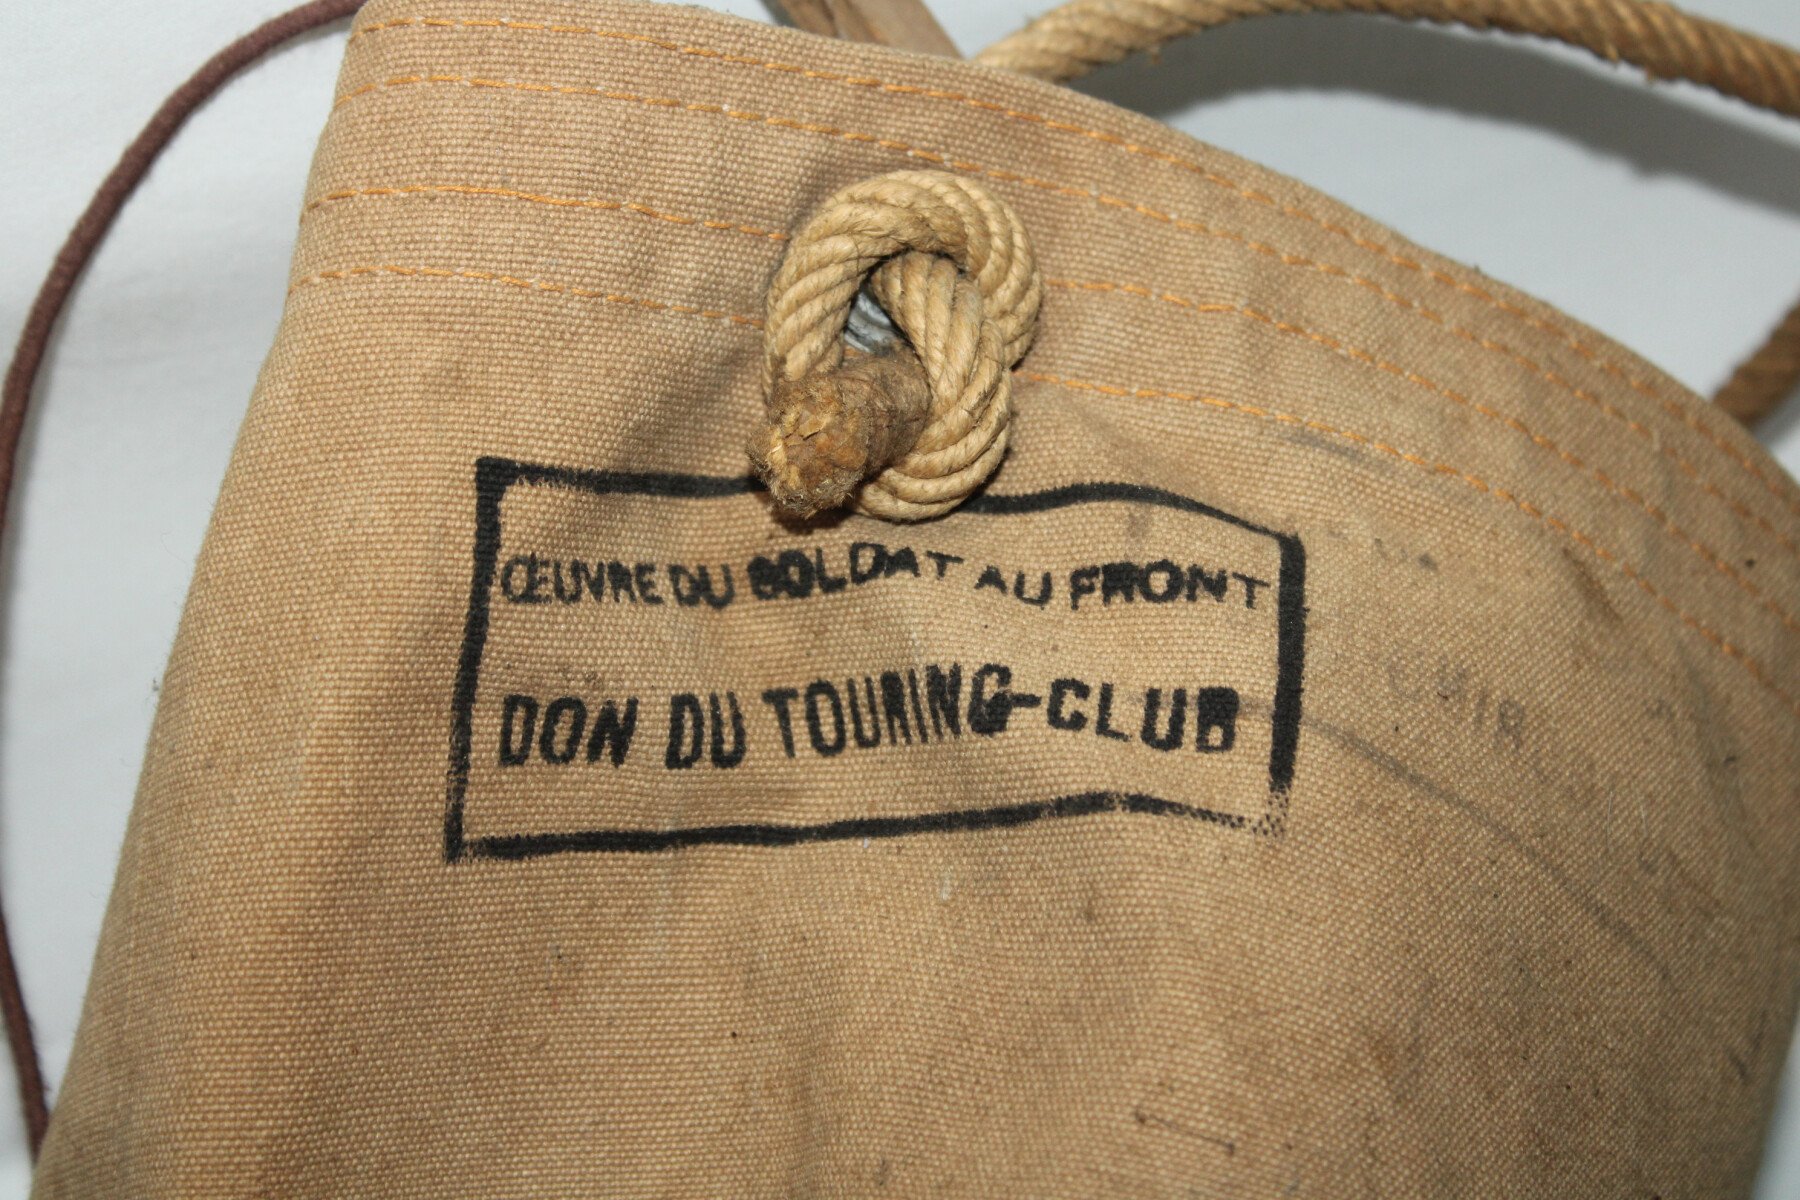 ŒUVRE DU SOLDAT AU FRONT
DON DU TOURING-CLUB